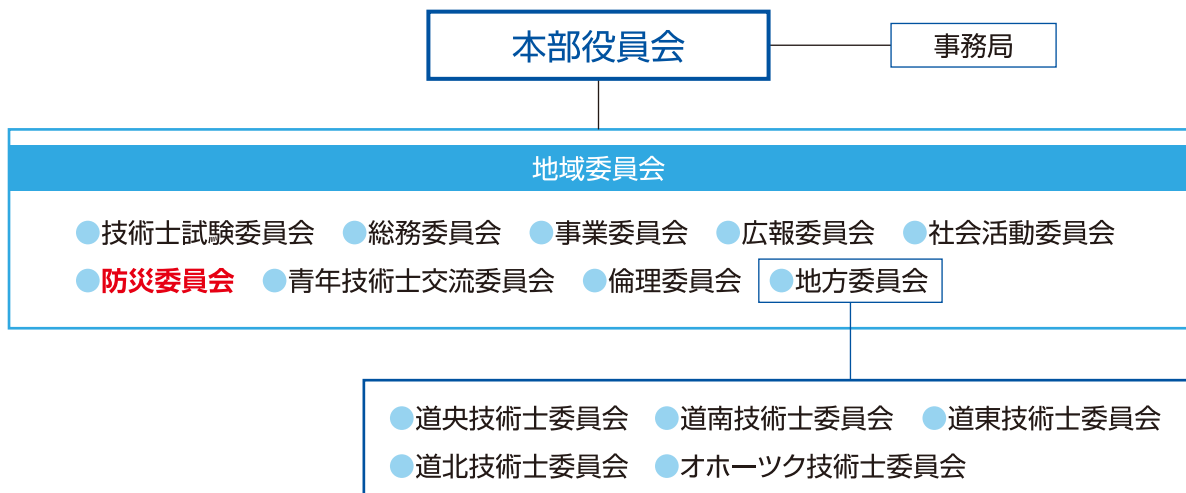 本部役員会
事務局
地域委員会
●技術士試験委員会 ●総務委員会 ●事業委員会 ●広報委員会 ●社会活動委員会
●防災委員会 ●青年技術士交流委員会 ●倫理委員会 ●地方委員会
●道央技術士委員会 ●道南技術士委員会 ●道東技術士委員会
●道北技術士委員会 ●オホーツク技術士委員会